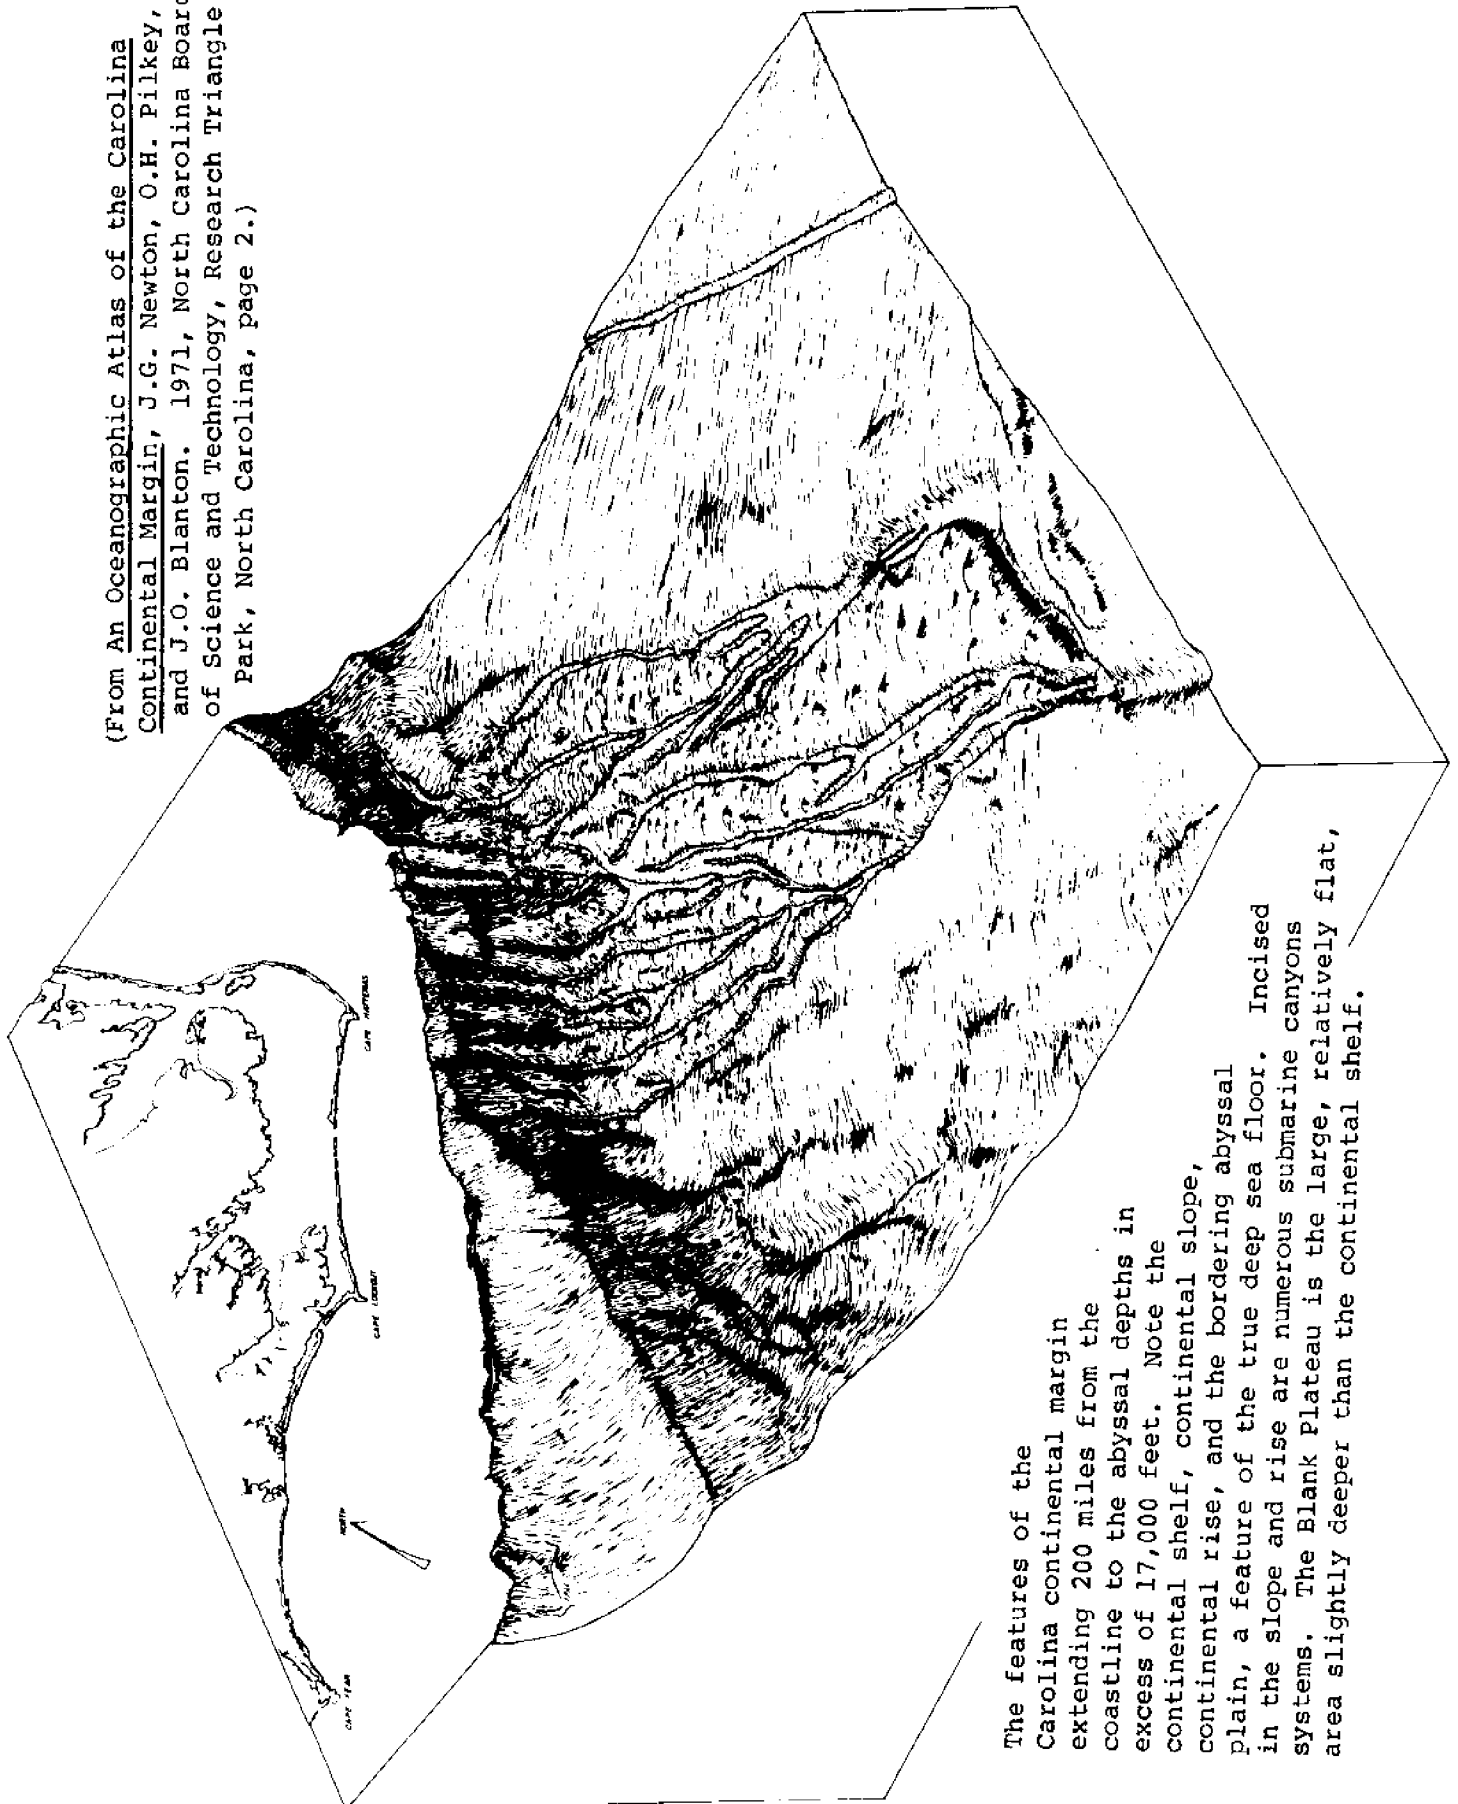 (From An Oceanographic Atlas of the Carolina
Continental Margin, J.G. Newton, O.H. Pilkey,
and J.O. Blanton. 1971, North Carolina Board
of Science and Technology, Research Triangle
Park, North Carolina, page 2.)
CAPE HATTERAS
CAPE LOOKOUT
NORTH
CAPE FEAR
The features of the
Carolina continental margin
extending 200 miles from the
coastline to the abyssal depths in
excess of 17,000 feet. Note the
continental shelf, continental slope,
continental rise, and the bordering abyssal
plain, a feature of the true deep sea floor. Incised
in the slope and rise are numerous submarine canyons
systems. The Blank Plateau is the large, relatively flat,
area slightly deeper than the continental shelf.